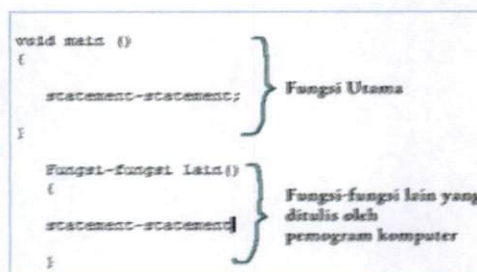 void main ()
{
statement-statement;
}
Fungsi Utama
Fungsi-fungsi Lain()
{
statement-statement
}
Fungsi-fungsi lain yang
ditulis oleh
pemogram komputer